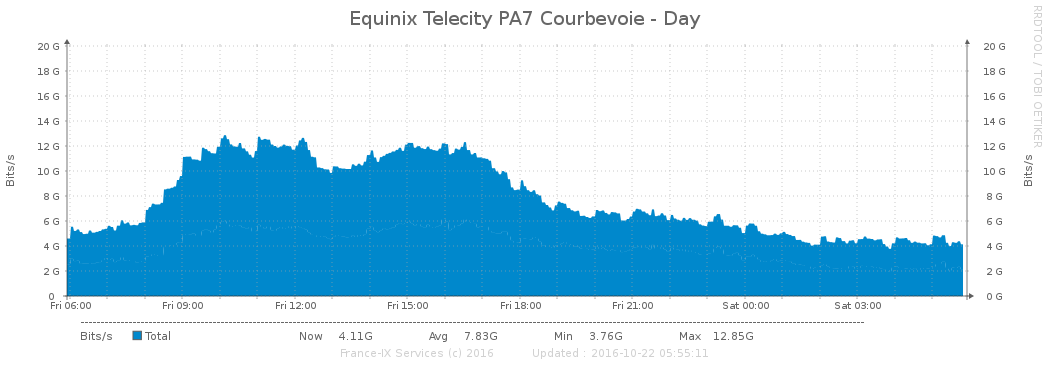 Equinix Telecity PA7 Courbevoie - Day
RRDTOOL / TOBI OETIKER
Bits/s
Bits/s
20 G 20 G
18 G 18 G
16 G 16 G
14 G 14 G
12 G 12 G
10 G 10 G
8 G 8 G
6 G 6 G
4 G 4 G
2 G 2 G
0 0 G
Fri 06:00 Fri 09:00 Fri 12:00 Fri 15:00 Fri 18:00 Fri 21:00 Sat 00:00 Sat 03:00
Bits/s Total Now 4.11G Avg 7.83G Min 3.76G Max 12.85G
France-IX Services (c) 2016 Updated : 2016-10-22 05:55:11